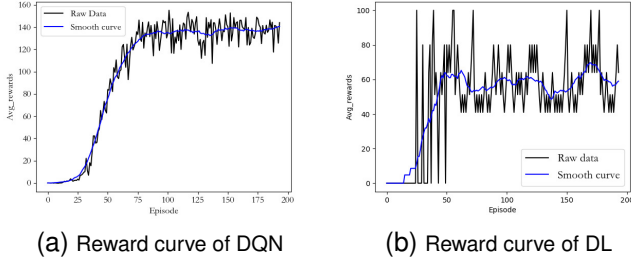 160
140
120
100
80
60
40
20
0
Avg_rewards
Raw Data
Smooth curve
0 25 50 75 100 125 150 175 200
Episode
(a) Reward curve of DQN
100
80
60
40
20
0
Avg_rewards
Raw data
Smooth curve
0 50 100 150 200
Episode
(b) Reward curve of DL